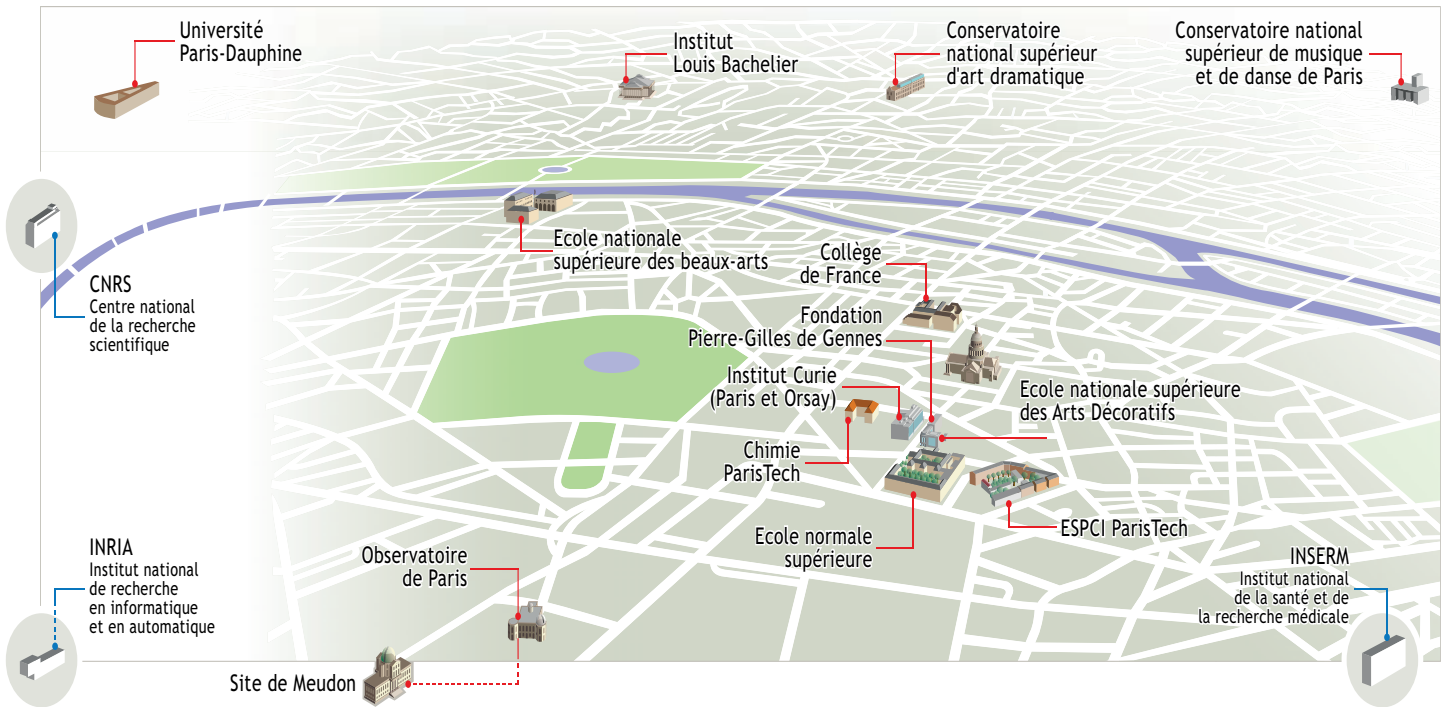 Université
Paris-Dauphine
Institut
Louis Bachelier
Conservatoire
national supérieur
d'art dramatique
Conservatoire national
supérieur de musique
et de danse de Paris
CNRS
Centre national
de la recherche
scientifique
Ecole nationale
supérieure des beaux-arts
Collège
de France
Fondation
Pierre-Gilles de Gennes
Institut Curie
(Paris et Orsay)
Ecole nationale supérieure
des Arts Décoratifs
Chimie
ParisTech
Ecole normale
supérieure
ESPCI ParisTech
INRIA
Institut national
de recherche
en informatique
et en automatique
Observatoire
de Paris
INSERM
Institut national
de la santé et de
la recherche médicale
Site de Meudon